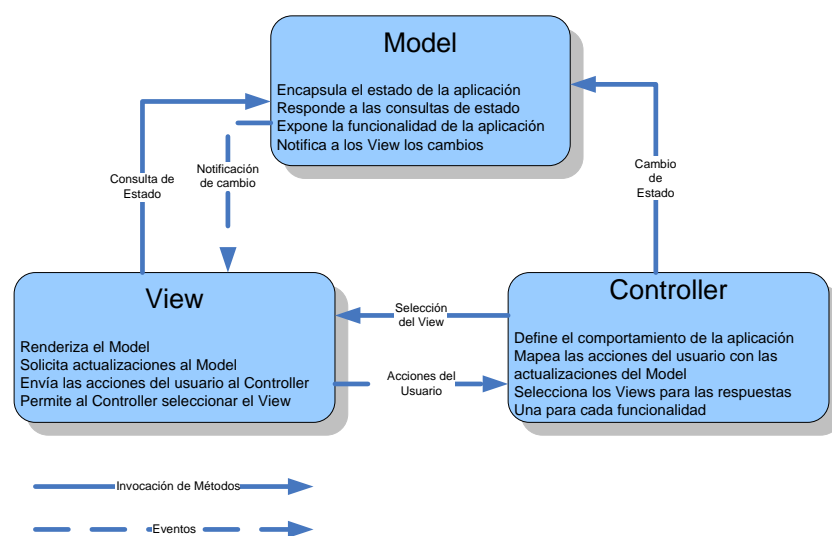 Model
Encapsula el estado de la aplicación
Responde a las consultas de estado
Expone la funcionalidad de la aplicación
Notifica a los View los cambios
Consulta de
Estado
Notificación
de cambio
Cambio
de
Estado
View
Renderiza el Model
Solicita actualizaciones al Model
Envía las acciones del usuario al Controller
Permite al Controller seleccionar el View
Selección
del View
Acciones del
Usuario
Controller
Define el comportamiento de la aplicación
Mapea las acciones del usuario con las
actualizaciones del Model
Selecciona los Views para las respuestas
Una para cada funcionalidad
Invocación de Métodos
Eventos